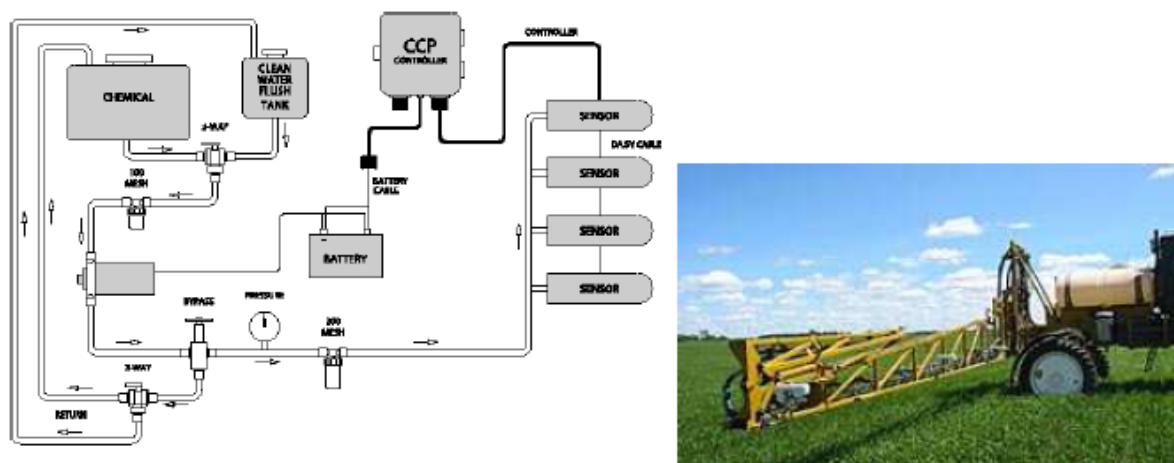 CCP
CONTROLLER
CONTROLLER
CLEAN
WATER
FLUSH
TANK
CHEMICAL
3-WAY
SENSOR
DAISY CABLE
100
MESH
BATTERY
CABLE
SENSOR
SENSOR
BATTERY
SENSOR
BYPASS
PRESSURE
200
MESH
3-WAY
RETURN